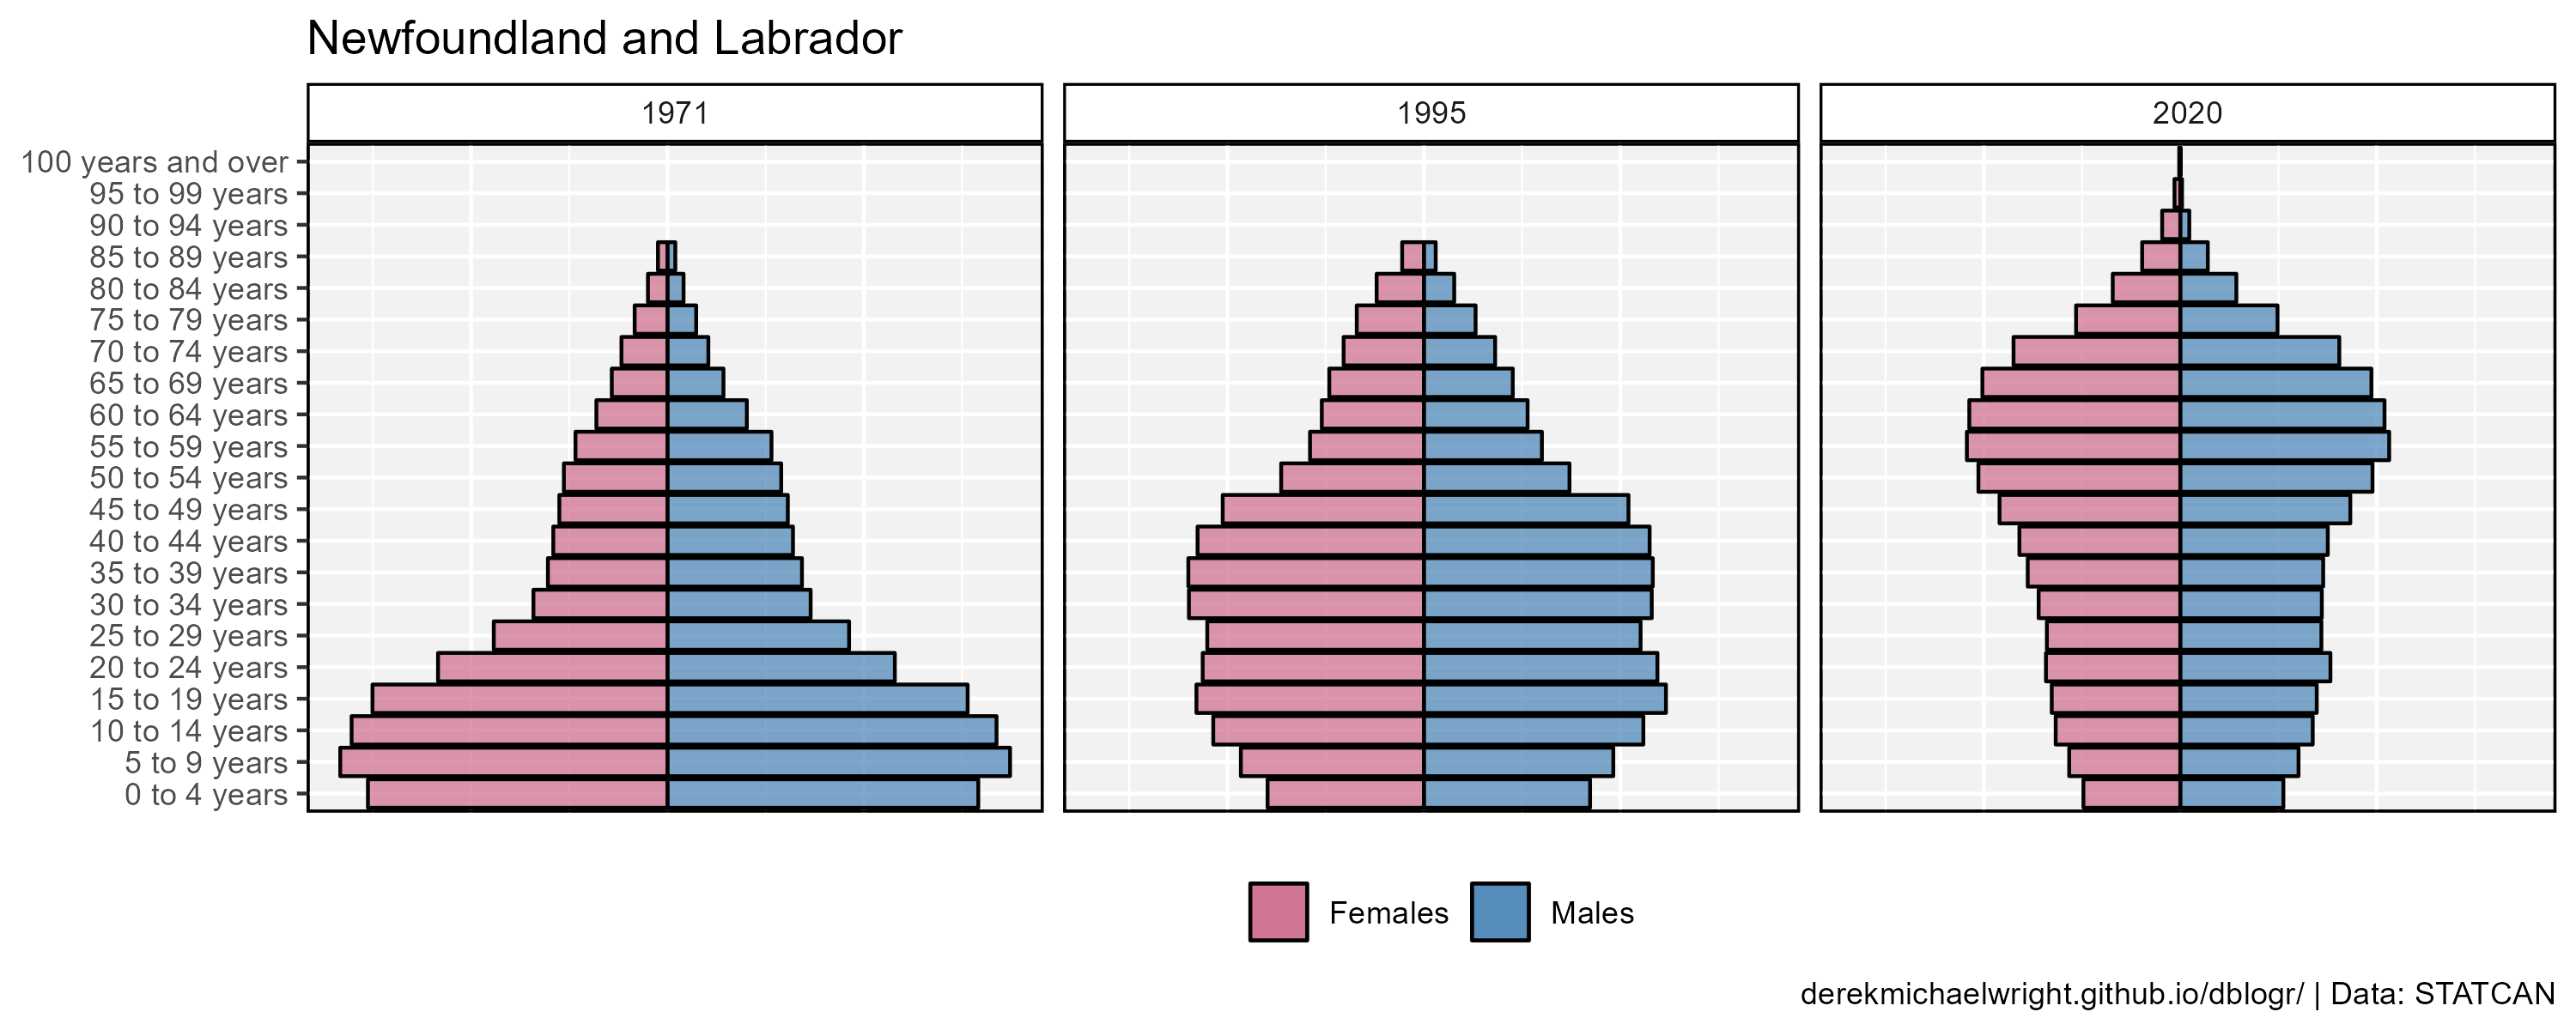 Newfoundland and Labrador
1971 1995 2020
100 years and over
95 to 99 years
90 to 94 years
85 to 89 years
80 to 84 years
75 to 79 years
70 to 74 years
65 to 69 years
60 to 64 years
55 to 59 years
50 to 54 years
45 to 49 years
40 to 44 years
35 to 39 years
30 to 34 years
25 to 29 years
20 to 24 years
15 to 19 years
10 to 14 years
5 to 9 years
0 to 4 years
Females Males
derekmichaelwright.github.io/dblogr/ | Data: STATCAN